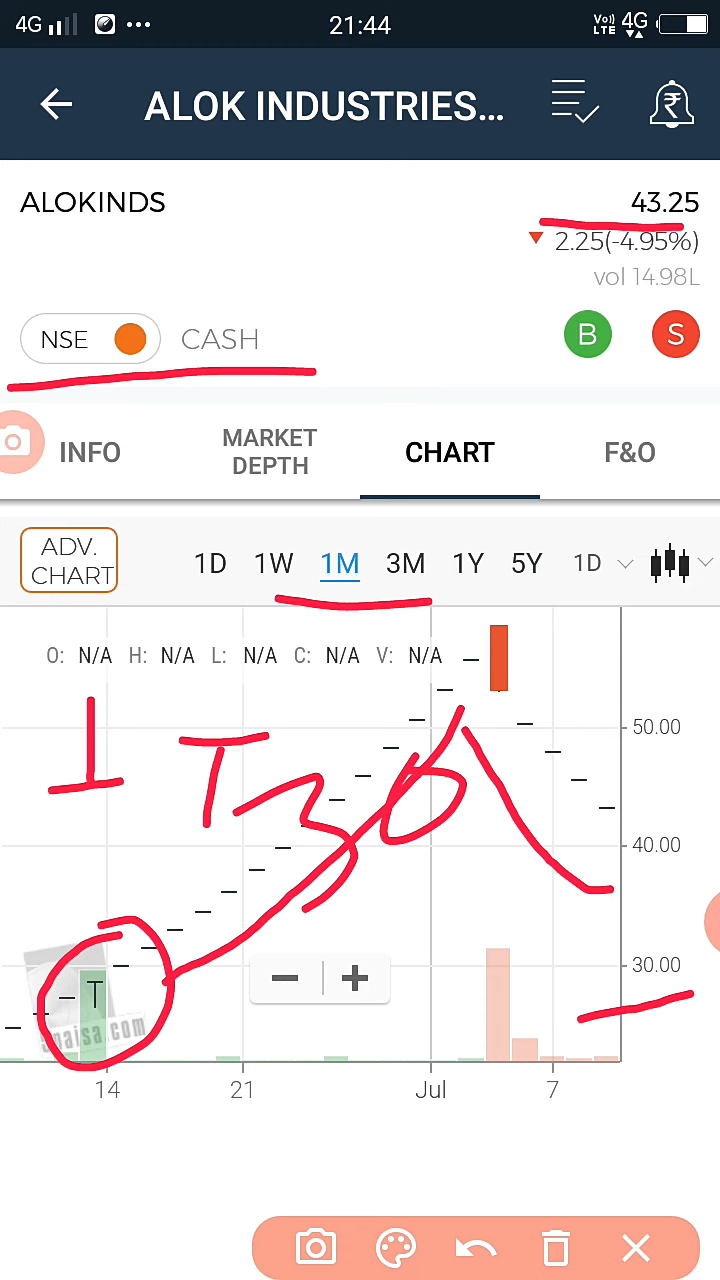 4G 21:44 Vo)) LTE 4G
ALOK INDUSTRIES...
ALOKINDS 43.25
2.25(-4.95%)
vol 14.98L
NSE CASH B S
INFO MARKET DEPTH CHART F&O
ADV. CHART 1D 1W 1M 3M 1Y 5Y 1D
O: N/A H: N/A L: N/A C: N/A V: N/A
50.00
I T 30
40.00
30.00
5paisa.com
14 21 Jul 7